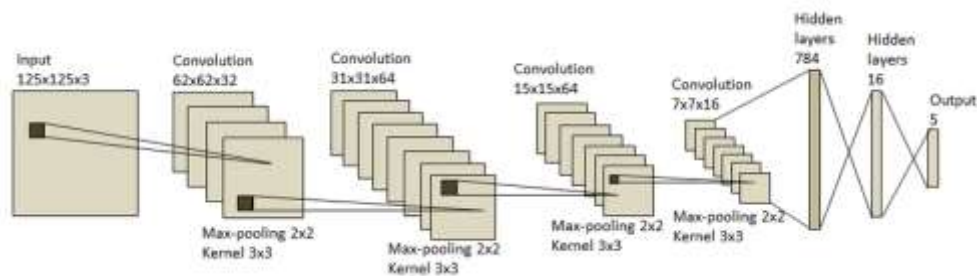 Input
125x125x3
Convolution
62x62x32
Max-pooling 2x2
Kernel 3x3
Convolution
31x31x64
Max-pooling 2x2
Kernel 3x3
Convolution
15x15x64
Max-pooling 2x2
Kernel 3x3
Convolution
7x7x16
Max-pooling 2x2
Kernel 3x3
Hidden
layers
784
Hidden
layers
16
Output
5